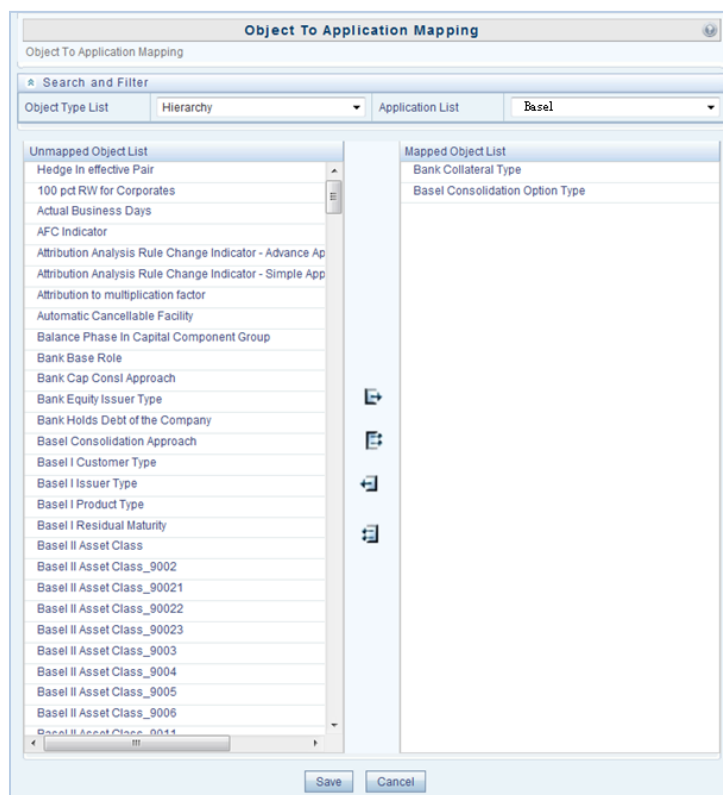 Object To Application Mapping
Object To Application Mapping
Search and Filter
Object Type List Hierarchy Application List Basel
Unmapped Object List
Hedge In effective Pair
100 pct RW for Corporates
Actual Business Days
AFC Indicator
Attribution Analysis Rule Change Indicator - Advance Ap
Attribution Analysis Rule Change Indicator - Simple App
Attribution to multiplication factor
Automatic Cancellable Facility
Balance Phase In Capital Component Group
Bank Base Role
Bank Cap Consl Approach
Bank Equity Issuer Type
Bank Holds Debt of the Company
Basel Consolidation Approach
Basel I Customer Type
Basel I Issuer Type
Basel I Product Type
Basel I Residual Maturity
Basel II Asset Class
Basel II Asset Class_9002
Basel II Asset Class_90021
Basel II Asset Class_90022
Basel II Asset Class_90023
Basel II Asset Class_9003
Basel II Asset Class_9004
Basel II Asset Class_9005
Basel II Asset Class_9006
Basel II Asset Class_9011
Mapped Object List
Bank Collateral Type
Basel Consolidation Option Type
Save Cancel